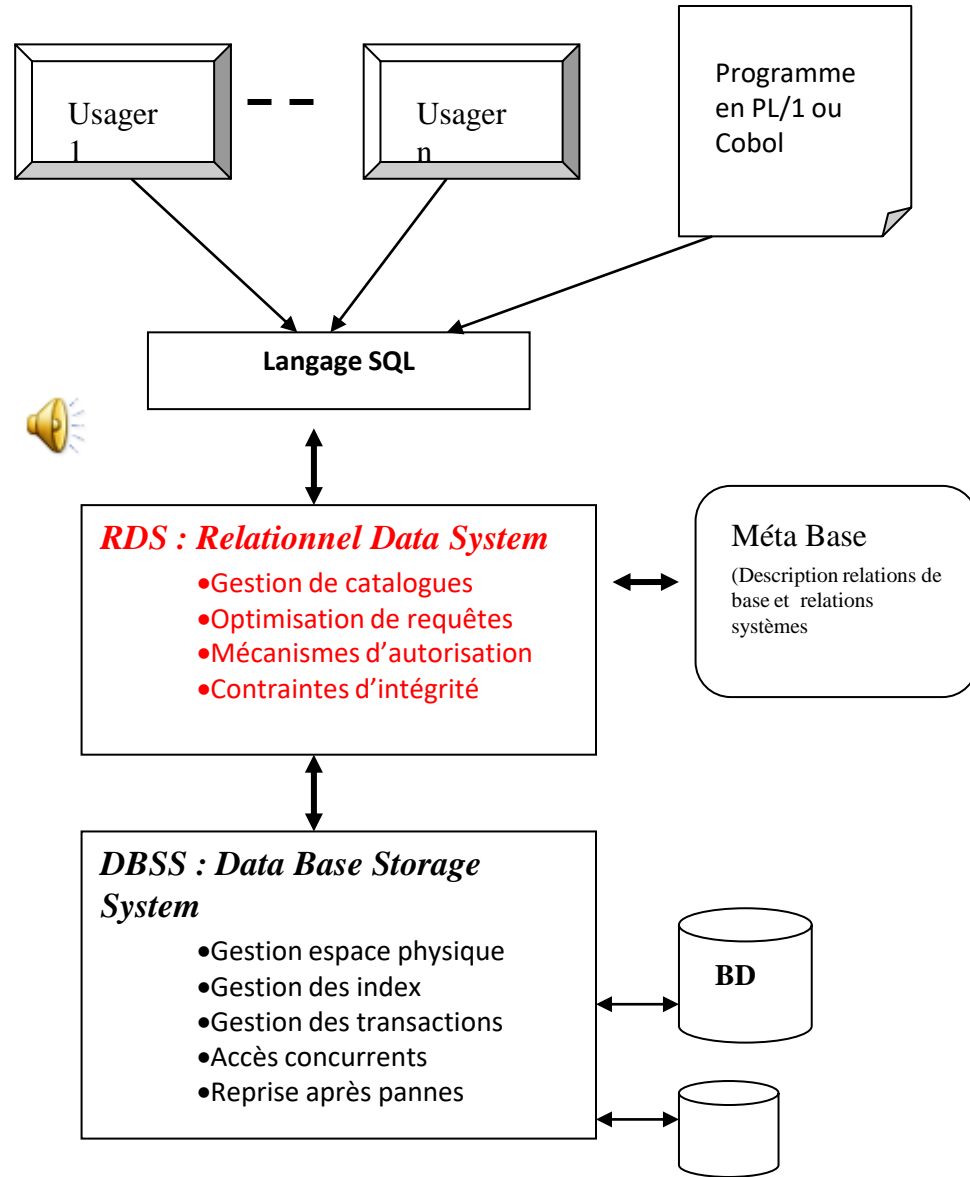 Usager
1
Usager
n
Programme
en PL/1 ou
Cobol
Langage SQL
RDS : Relationnel Data System
•Gestion de catalogues
•Optimisation de requêtes
•Mécanismes d'autorisation
•Contraintes d'intégrité
Méta Base
(Description relations de
base et relations
systèmes
DBSS : Data Base Storage
System
•Gestion espace physique
•Gestion des index
•Gestion des transactions
•Accès concurrents
•Reprise après pannes
BD